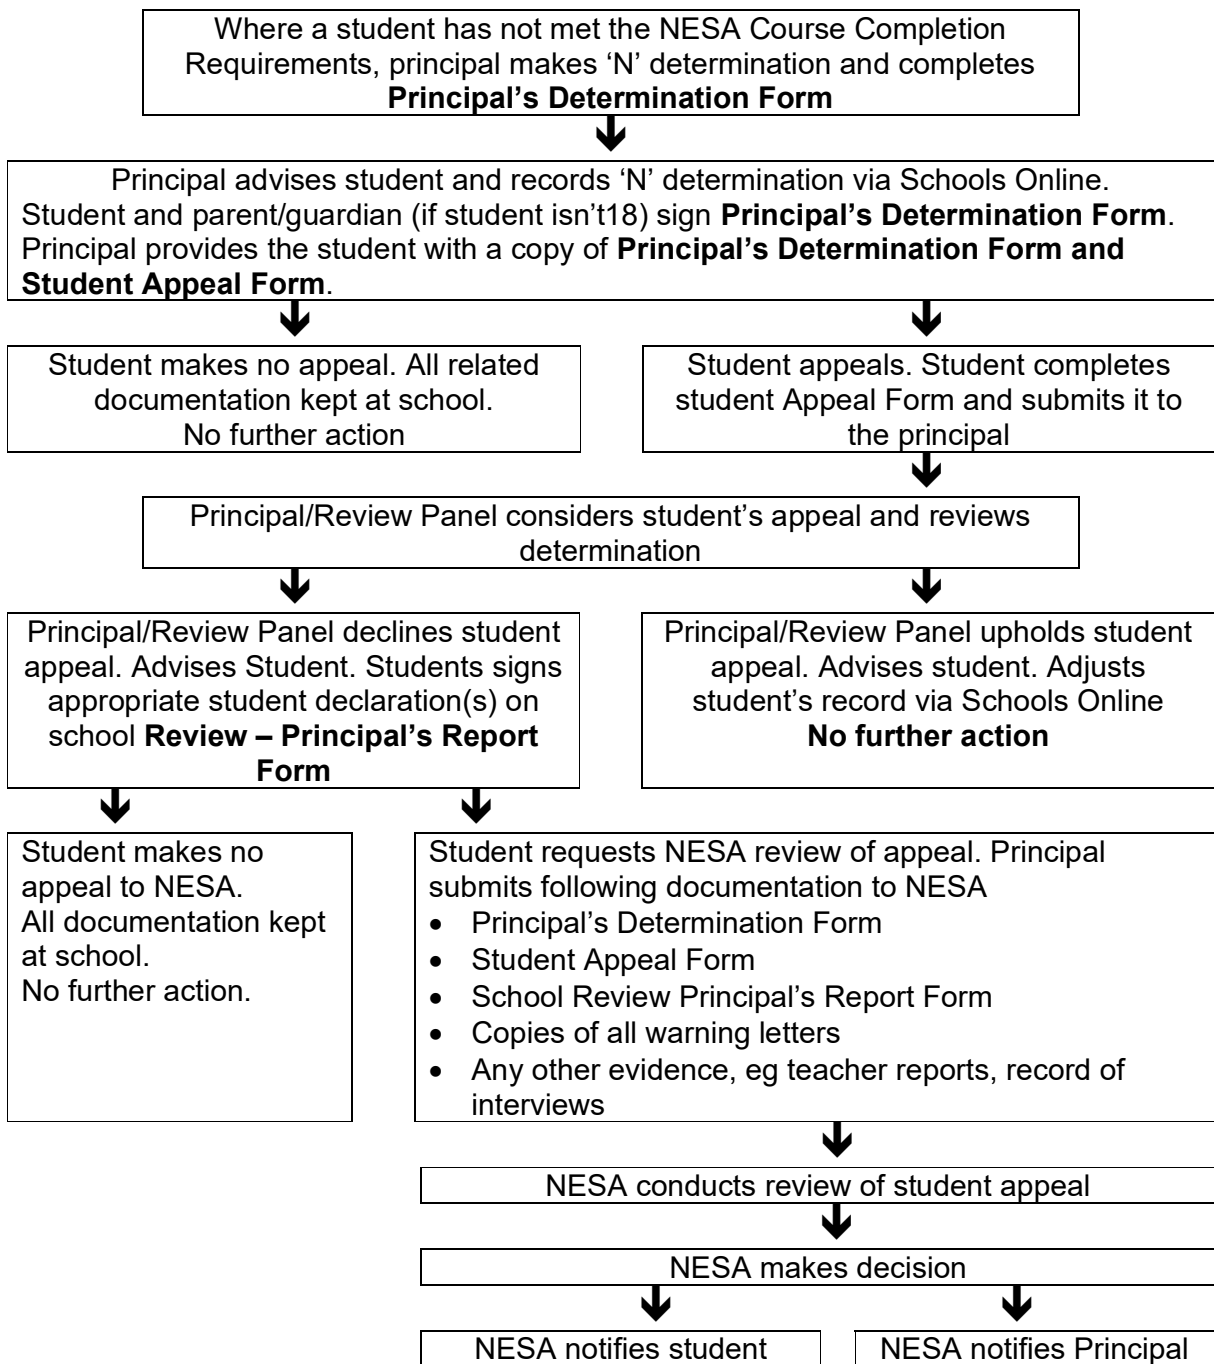 Where a student has not met the NESA Course Completion
Requirements, principal makes ‘N’ determination and completes
Principal’s Determination Form
Principal advises student and records ‘N’ determination via Schools Online.
Student and parent/guardian (if student isn’t18) sign Principal’s Determination Form.
Principal provides the student with a copy of Principal’s Determination Form and
Student Appeal Form.
Student makes no appeal. All related
documentation kept at school.
No further action
Student appeals. Student completes
student Appeal Form and submits it to
the principal
Principal/Review Panel considers student’s appeal and reviews
determination
Principal/Review Panel declines student
appeal. Advises Student. Students signs
appropriate student declaration(s) on
school Review – Principal’s Report
Form
Principal/Review Panel upholds student
appeal. Advises student. Adjusts
student’s record via Schools Online
No further action
Student makes no
appeal to NESA.
All documentation kept
at school.
No further action.
Student requests NESA review of appeal. Principal
submits following documentation to NESA
• Principal’s Determination Form
• Student Appeal Form
• School Review Principal’s Report Form
• Copies of all warning letters
• Any other evidence, eg teacher reports, record of
interviews
NESA conducts review of student appeal
NESA makes decision
NESA notifies student
NESA notifies Principal